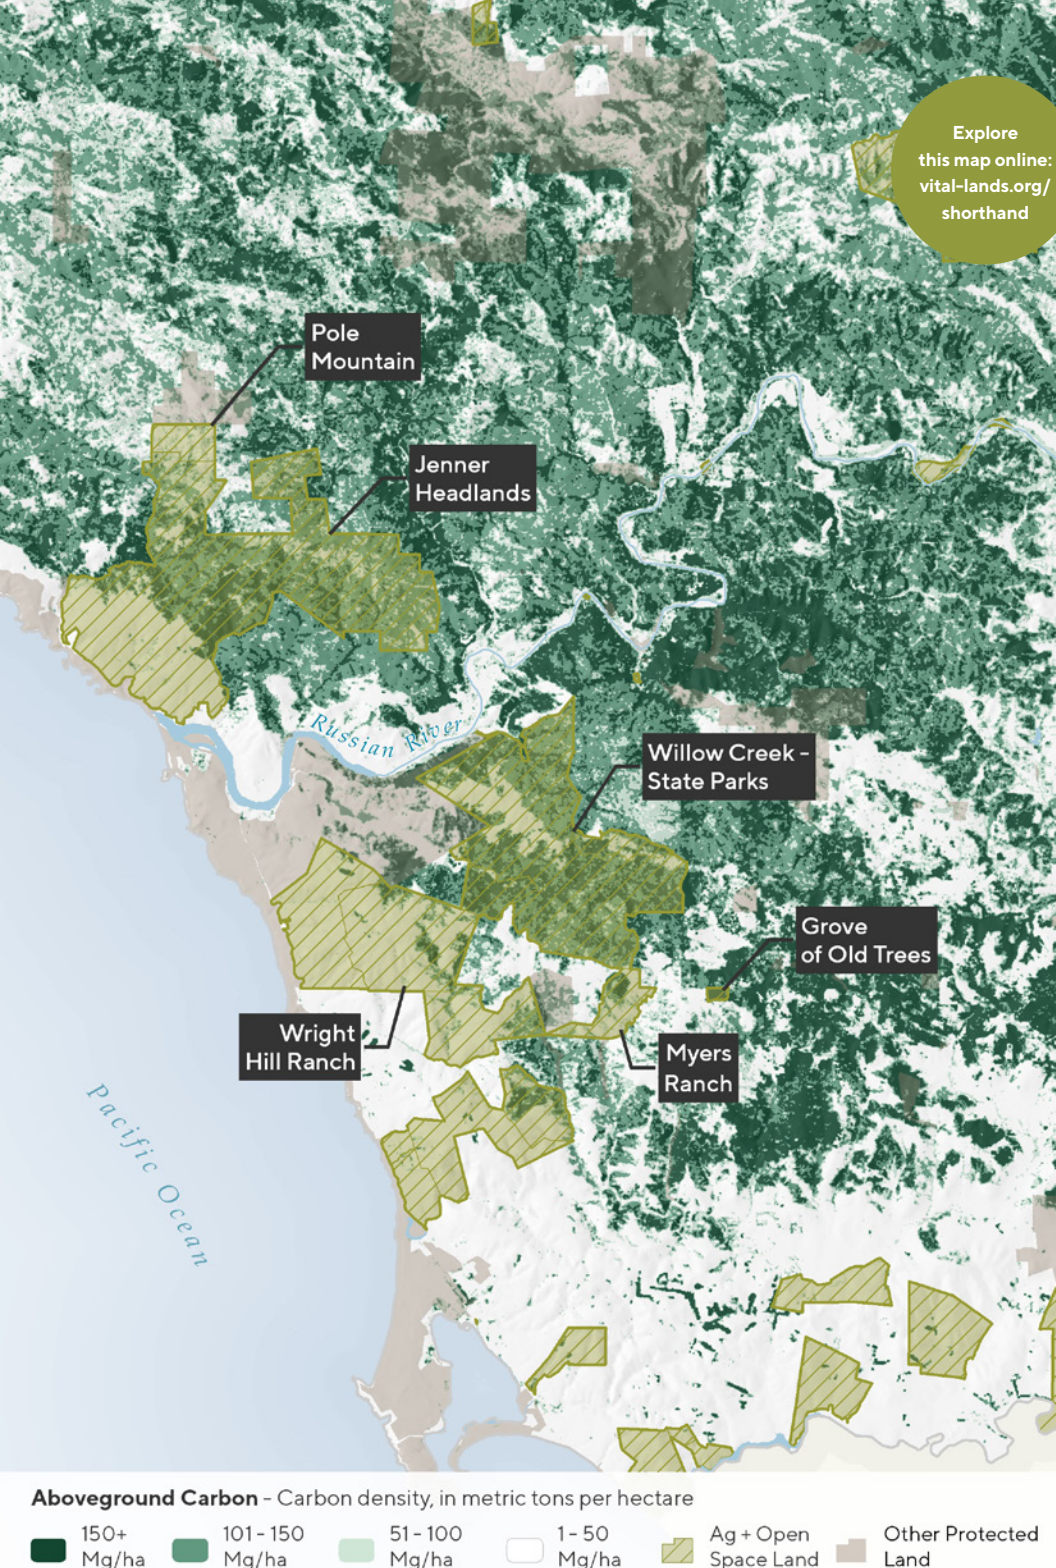 Explore
this map online:
vital-lands.org/
shorthand
Pole
Mountain
Jenner
Headlands
Russian River
Willow Creek -
State Parks
Grove
of Old Trees
Wright
Hill Ranch
Myers
Ranch
Pacific Ocean
Aboveground Carbon - Carbon density, in metric tons per hectare
150+
Mg/ha
101 - 150
Mg/ha
51 - 100
Mg/ha
1 - 50
Mg/ha
Ag + Open
Space Land
Other Protected
Land